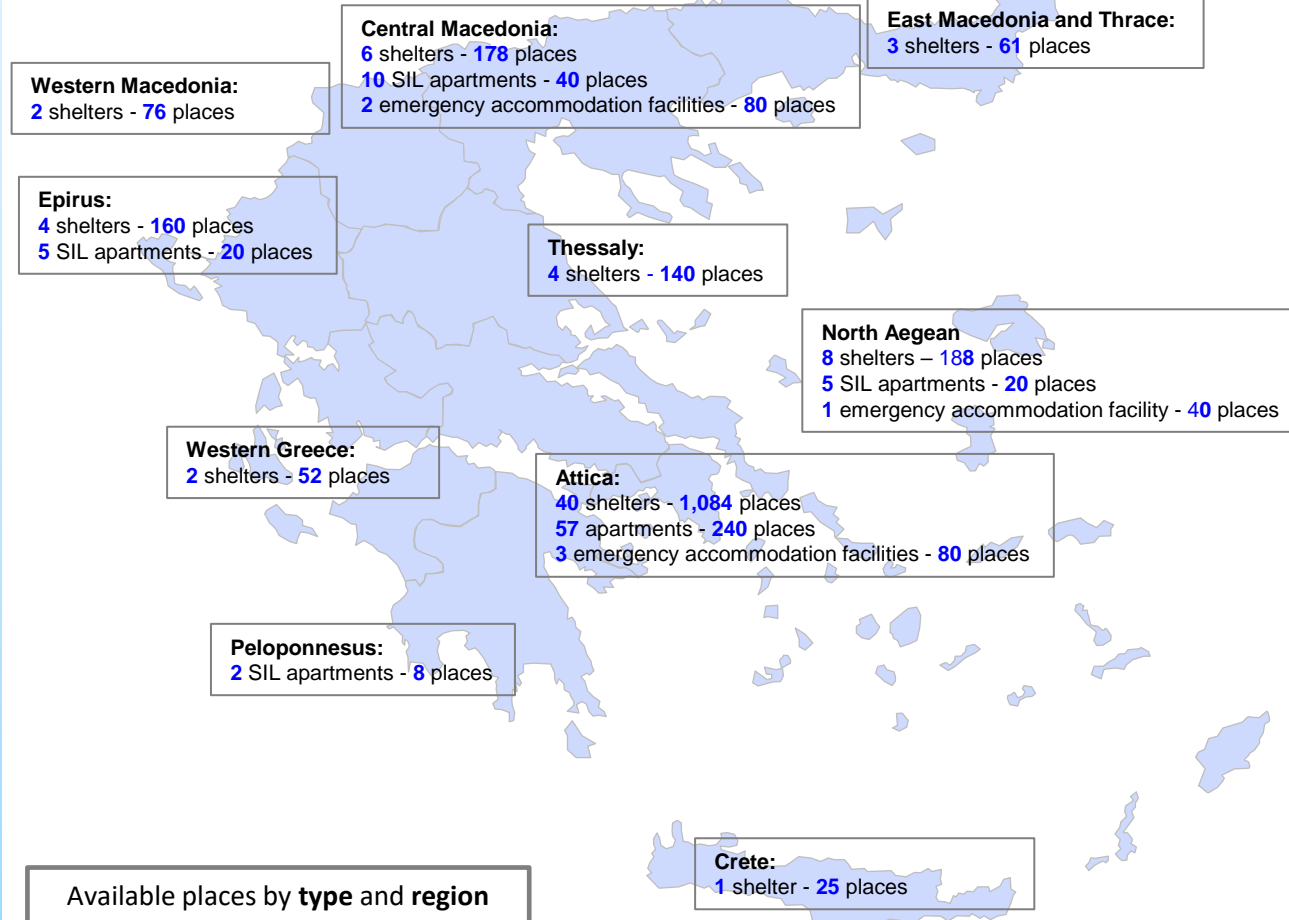 Central Macedonia:
6 shelters - 178 places
10 SIL apartments - 40 places
2 emergency accommodation facilities - 80 places
East Macedonia and Thrace:
3 shelters - 61 places
Western Macedonia:
2 shelters - 76 places
Epirus:
4 shelters - 160 places
5 SIL apartments - 20 places
Thessaly:
4 shelters - 140 places
North Aegean
8 shelters – 188 places
5 SIL apartments - 20 places
1 emergency accommodation facility - 40 places
Western Greece:
2 shelters - 52 places
Attica:
40 shelters - 1,084 places
57 apartments - 240 places
3 emergency accommodation facilities - 80 places
Peloponnesus:
2 SIL apartments - 8 places
Crete:
1 shelter - 25 places
Available places by type and region